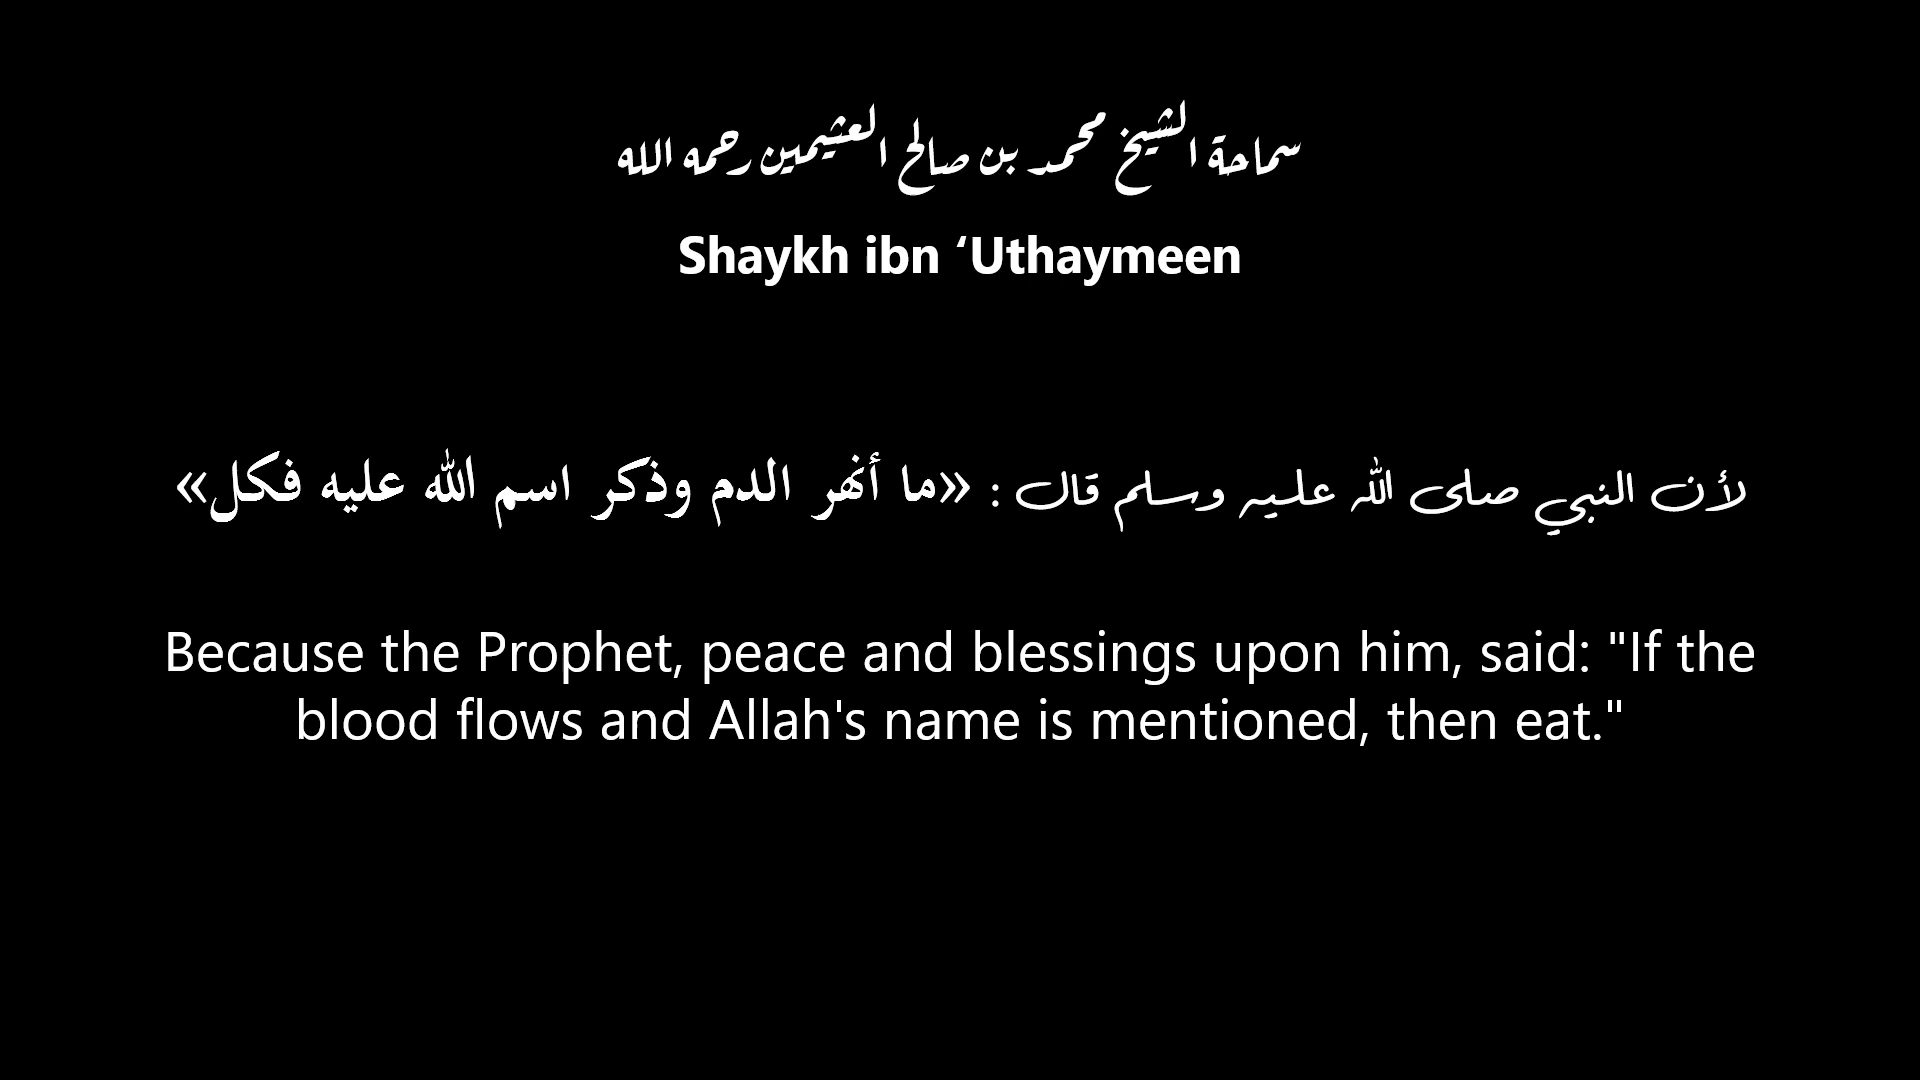 سماحة الشيخ محمد بن صالح العثيمين رحمه الله
Shaykh ibn ‘Uthaymeen
لأن النبي صلى الله عليه وسلم قال : «ما أنهر الدم وذكر اسم الله عليه فكل»
Because the Prophet, peace and blessings upon him, said: "If the
blood flows and Allah's name is mentioned, then eat."